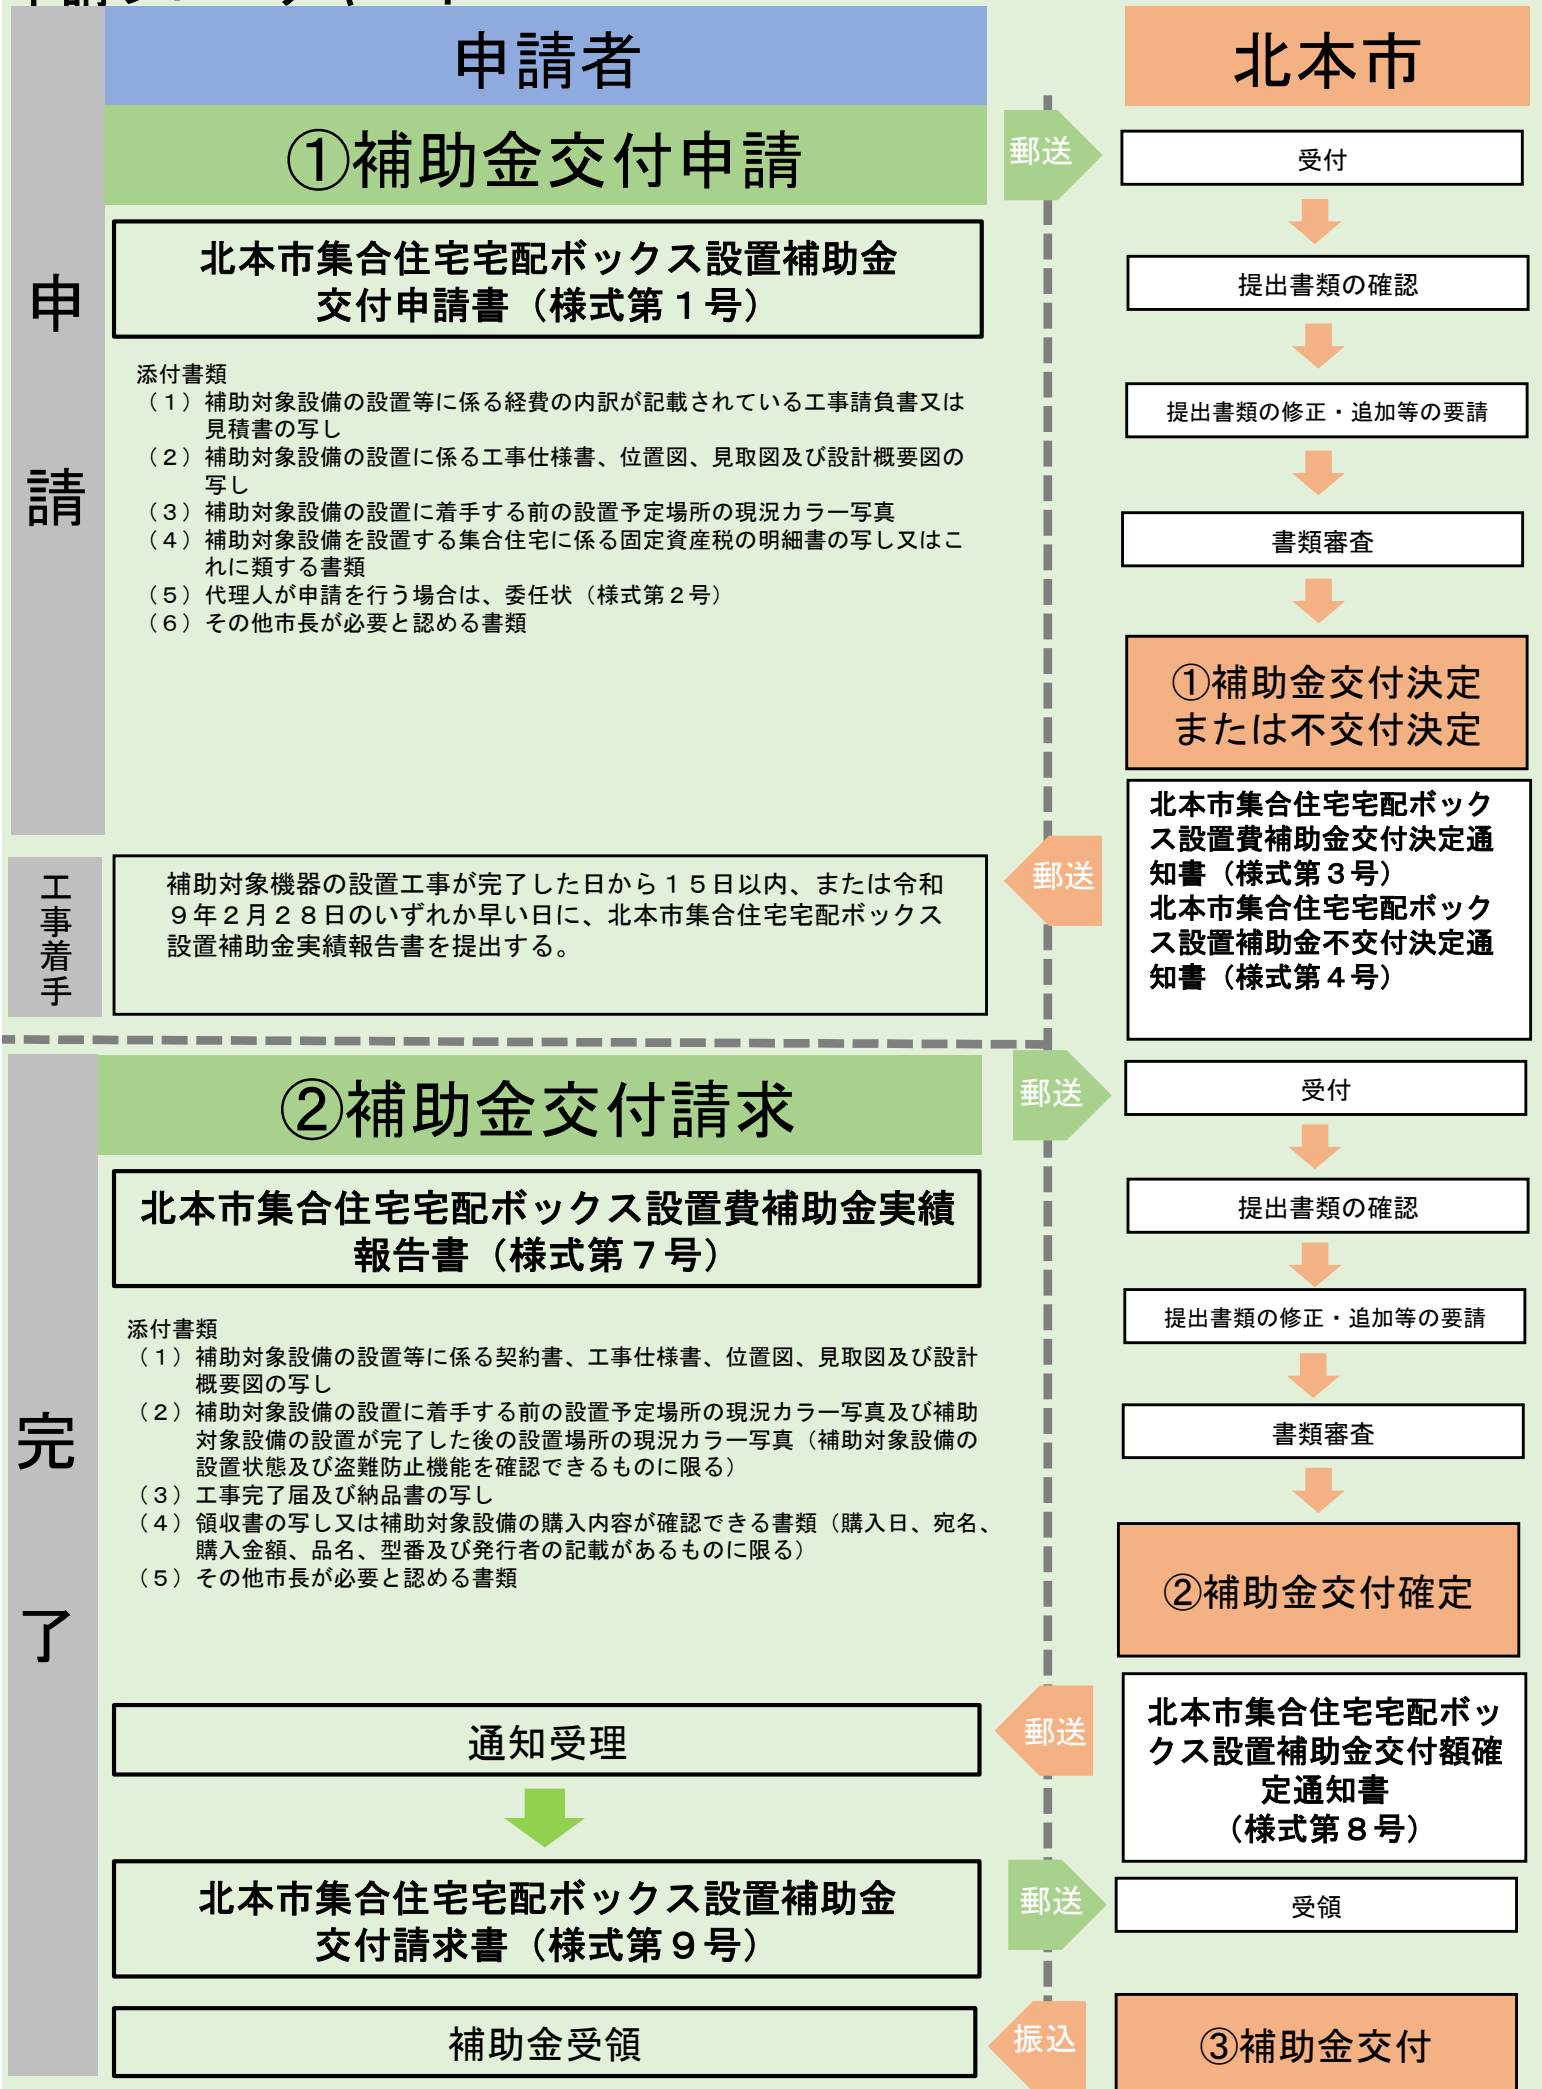 申請者
北本市
①補助金交付申請
郵送
受付
申請
北本市集合住宅宅配ボックス設置補助金
交付申請書（様式第１号）
提出書類の確認
添付書類
（１）補助対象設備の設置等に係る経費の内訳が記載されている工事請負書又は
見積書の写し
（２）補助対象設備の設置に係る工事仕様書、位置図、見取図及び設計概要図の
写し
（３）補助対象設備の設置に着手する前の設置予定場所の現況カラー写真
（４）補助対象設備を設置する集合住宅に係る固定資産税の明細書の写し又はこ
れに類する書類
（５）代理人が申請を行う場合は、委任状（様式第２号）
（６）その他市長が必要と認める書類
提出書類の修正・追加等の要請
書類審査
①補助金交付決定
または不交付決定
北本市集合住宅宅配ボック
ス設置費補助金交付決定通
知書（様式第３号）
北本市集合住宅宅配ボック
ス設置補助金不交付決定通
知書（様式第４号）
郵送
工事着手
補助対象機器の設置工事が完了した日から１５日以内、または令和
９年２月２８日のいずれか早い日に、北本市集合住宅宅配ボックス
設置補助金実績報告書を提出する。
完了
②補助金交付請求
郵送
受付
北本市集合住宅宅配ボックス設置費補助金実績
報告書（様式第７号）
提出書類の確認
添付書類
（１）補助対象設備の設置等に係る契約書、工事仕様書、位置図、見取図及び設計
概要図の写し
（２）補助対象設備の設置に着手する前の設置予定場所の現況カラー写真及び補助
対象設備の設置が完了した後の設置場所の現況カラー写真（補助対象設備の
設置状態及び盗難防止機能を確認できるものに限る）
（３）工事完了届及び納品書の写し
（４）領収書の写し又は補助対象設備の購入内容が確認できる書類（購入日、宛名、
購入金額、品名、型番及び発行者の記載があるものに限る）
（５）その他市長が必要と認める書類
提出書類の修正・追加等の要請
書類審査
②補助金交付確定
北本市集合住宅宅配ボッ
クス設置補助金交付額確
定通知書
（様式第８号）
郵送
通知受理
北本市集合住宅宅配ボックス設置補助金
交付請求書（様式第９号）
郵送
受領
補助金受領
振込
③補助金交付